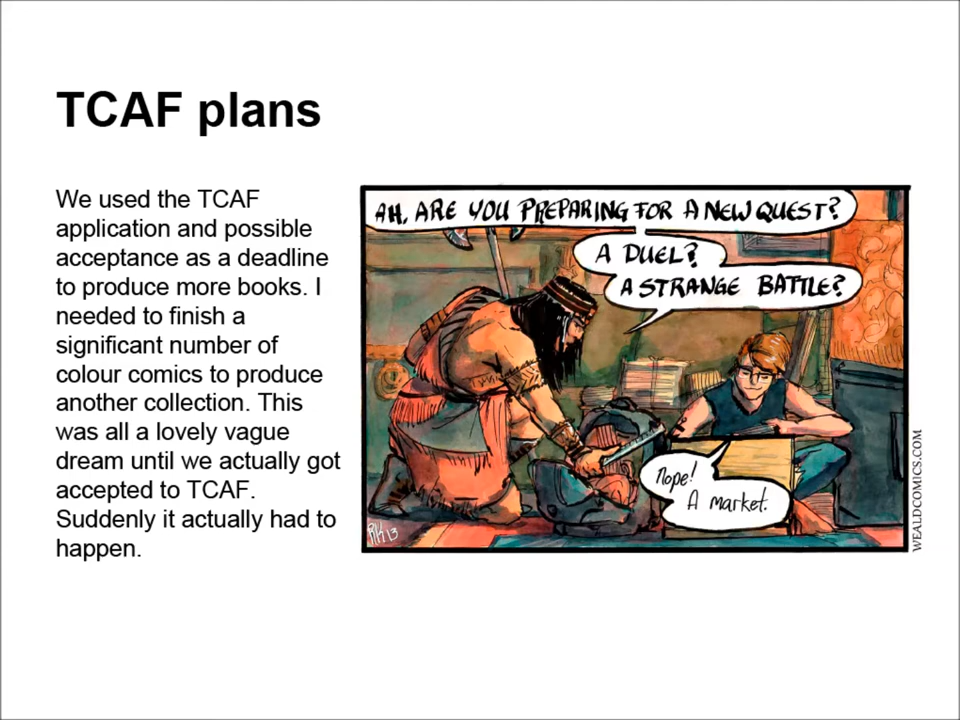 TCAF plans
We used the TCAF
application and possible
acceptance as a deadline
to produce more books. I
needed to finish a
significant number of
colour comics to produce
another collection. This
was all a lovely vague
dream until we actually got
accepted to TCAF.
Suddenly it actually had to
happen.
AH, ARE YOU PREPARING FOR A NEW QUEST?
A DUEL?
A STRANGE BATTLE?
Nope!
A market.
RK 13
WEALDCOMICS.COM